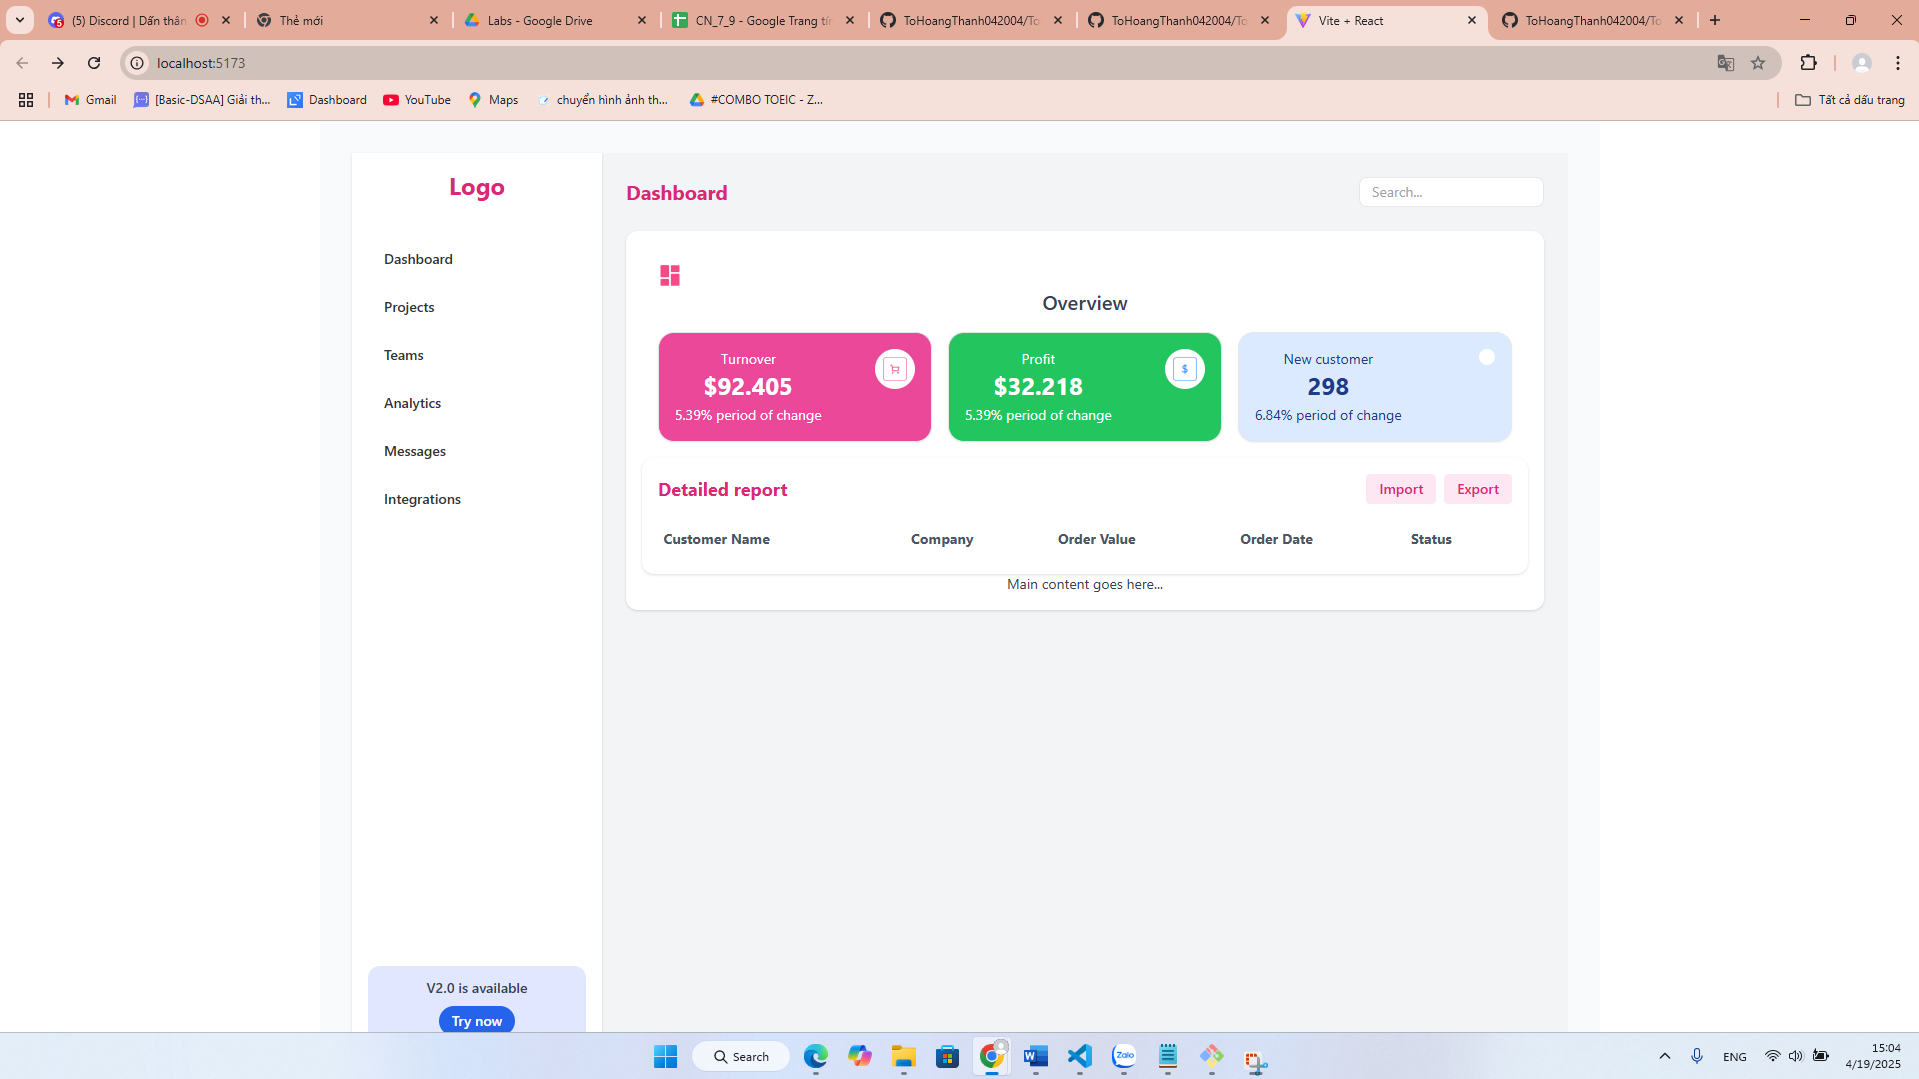 (5) Discord | Dấn thân
Thẻ mới
Labs - Google Drive
CN_7_9 - Google Trang tín
ToHoangThanh042004/To
ToHoangThanh042004/To
Vite + React
ToHoangThanh042004/To
localhost:5173
Gmail
[Basic-DSAA] Giải th...
Dashboard
YouTube
Maps
chuyển hình ảnh th...
#COMBO TOEIC - Z...
Tất cả dấu trang
Logo
Dashboard
Projects
Teams
Analytics
Messages
Integrations
V2.0 is available
Try now
Dashboard
Search...
Overview
Turnover
$92.405
5.39% period of change
Profit
$32.218
5.39% period of change
$
New customer
298
6.84% period of change
Detailed report
Import
Export
Customer Name Company Order Value Order Date Status
Main content goes here...
Search
Zalo
ENG
15:04
4/19/2025